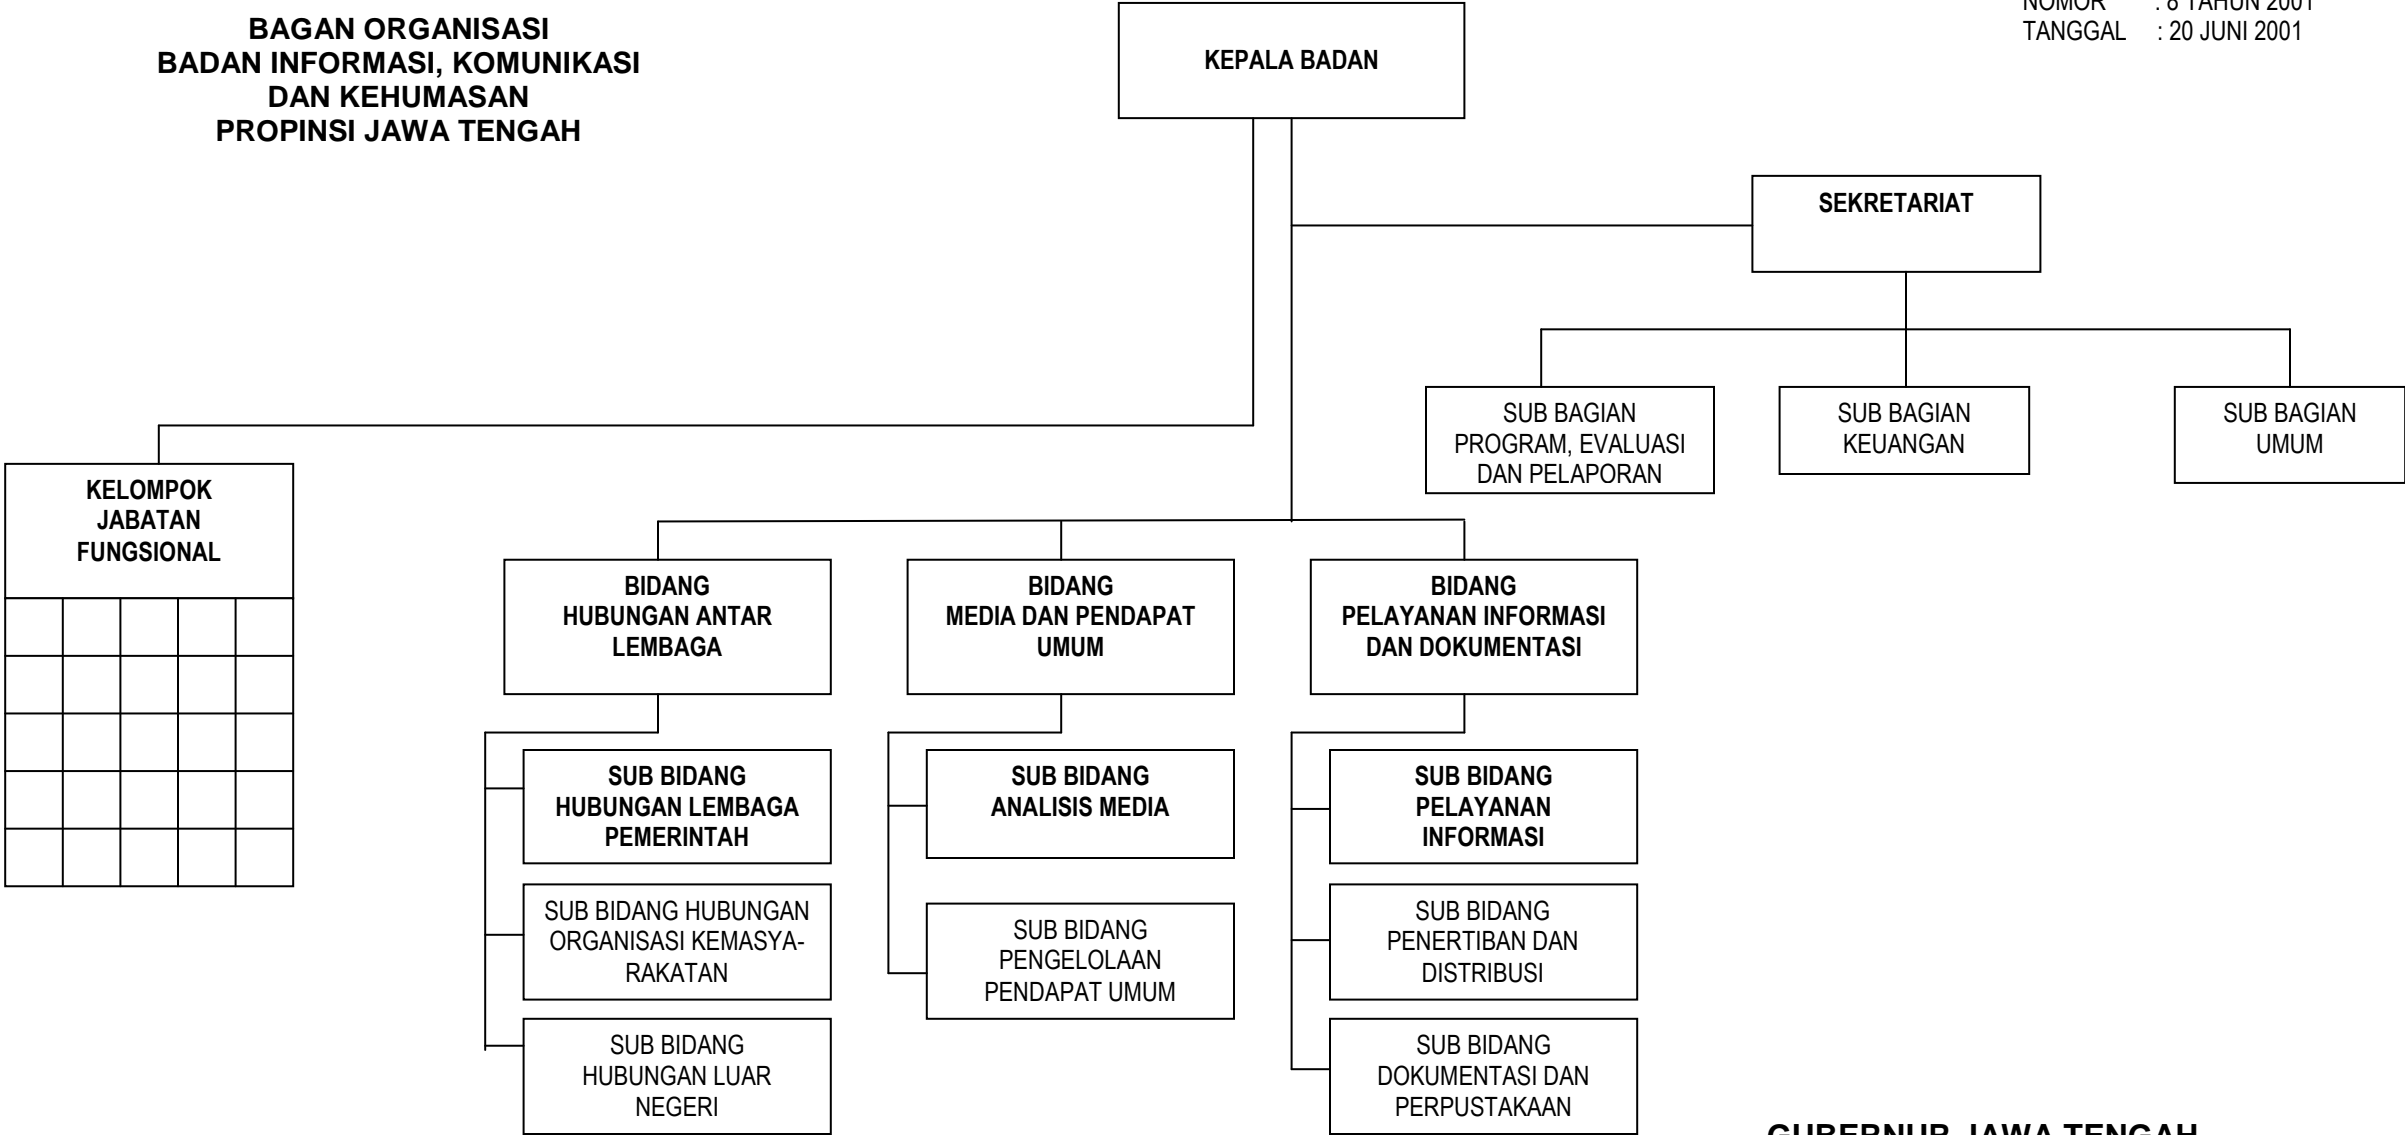 BAGAN ORGANISASI
BADAN INFORMASI, KOMUNIKASI
DAN KEHUMASAN
PROPINSI JAWA TENGAH
NOMOR : 8 TAHUN 2001
TANGGAL : 20 JUNI 2001
KEPALA BADAN
SEKRETARIAT
SUB BAGIAN
PROGRAM, EVALUASI
DAN PELAPORAN
SUB BAGIAN
KEUANGAN
SUB BAGIAN
UMUM
KELOMPOK
JABATAN
FUNGSIONAL
BIDANG
HUBUNGAN ANTAR
LEMBAGA
BIDANG
MEDIA DAN PENDAPAT
UMUM
BIDANG
PELAYANAN INFORMASI
DAN DOKUMENTASI
SUB BIDANG
HUBUNGAN LEMBAGA
PEMERINTAH
SUB BIDANG HUBUNGAN
ORGANISASI KEMASYA-
RAKATAN
SUB BIDANG
HUBUNGAN LUAR
NEGERI
SUB BIDANG
ANALISIS MEDIA
SUB BIDANG
PENGELOLAAN
PENDAPAT UMUM
SUB BIDANG
PELAYANAN
INFORMASI
SUB BIDANG
PENERTIBAN DAN
DISTRIBUSI
SUB BIDANG
DOKUMENTASI DAN
PERPUSTAKAAN
GUBERNUR JAWA TENGAH